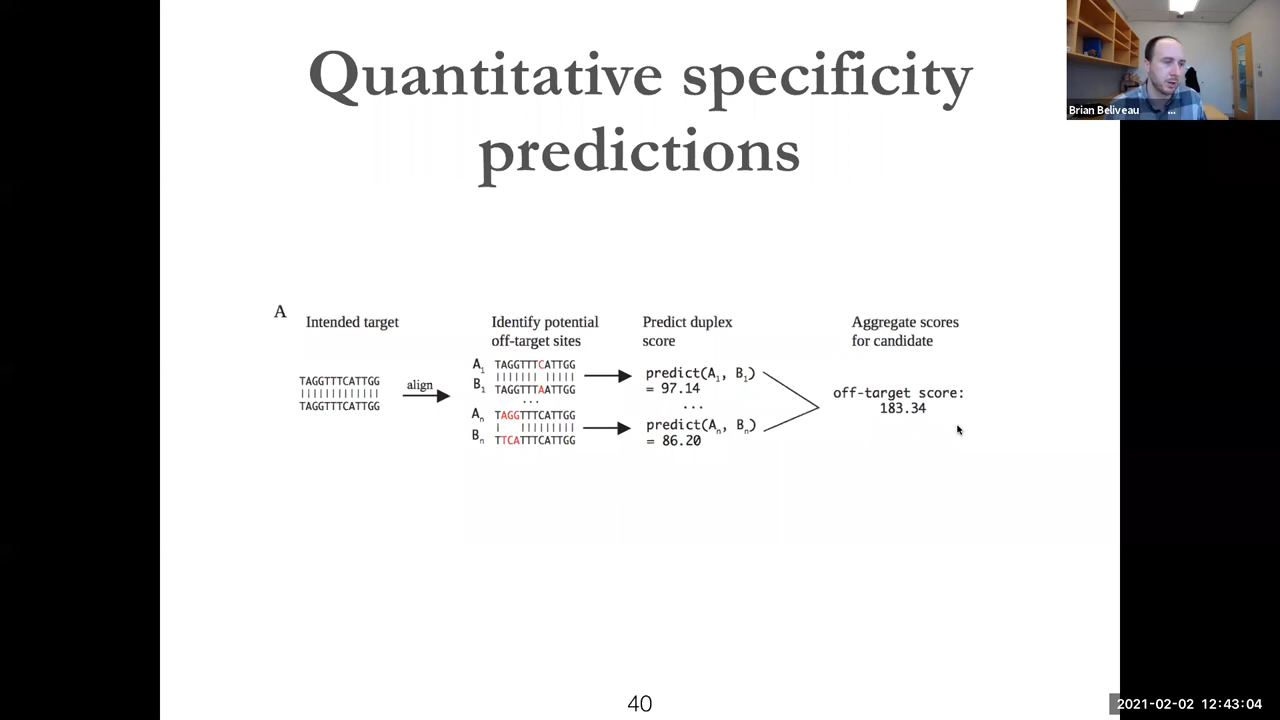 Quantitative specificity
predictions
Brian Beliveau ...
A
Intended target
TAGGTTTCATTGG
TAGGTTTCATTGG
align
Identify potential
off-target sites
A1 TAGGTTTCATTGG
B1 TAGGTTTAATTGG
...
An TAGGTTTCATTGG
Bn TTCATTTCATTGG
Predict duplex
score
predict(A1, B1)
= 97.14
...
predict(An, Bn)
= 86.20
Aggregate scores
for candidate
off-target score:
183.34
40
2021-02-02 12:43:04